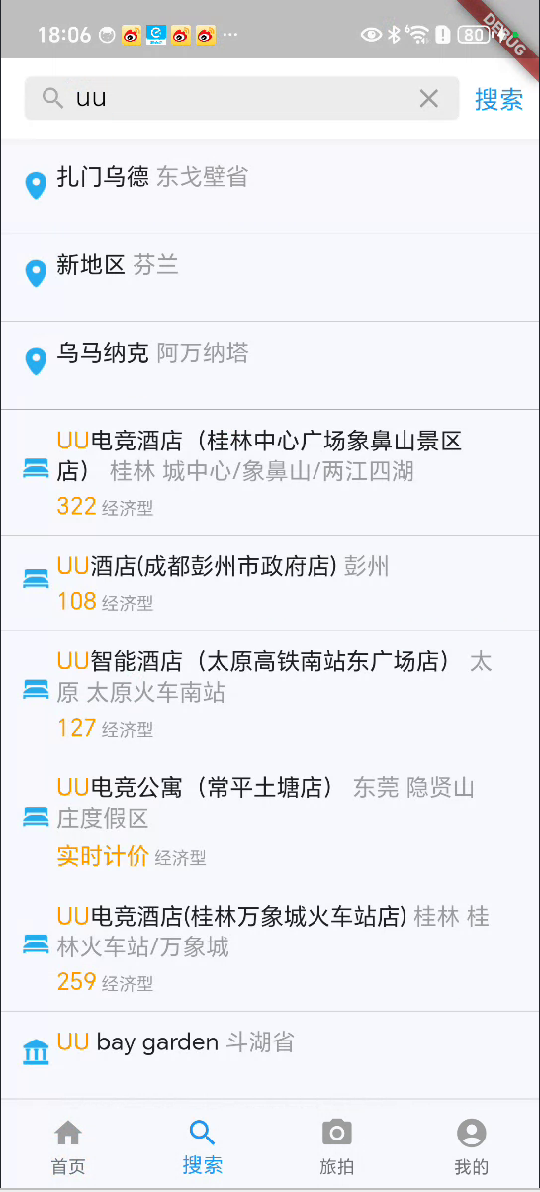 18:06 ··· 80
DEBUG
uu 搜索
扎门乌德 东戈壁省
新地区 芬兰
乌马纳克 阿万纳塔
UU电竞酒店（桂林中心广场象鼻山景区
店） 桂林 城中心/象鼻山/两江四湖
322 经济型
UU酒店(成都彭州市政府店) 彭州
108 经济型
UU智能酒店（太原高铁南站东广场店） 太
原 太原火车南站
127 经济型
UU电竞公寓（常平土塘店） 东莞 隐贤山
庄度假区
实时计价 经济型
UU电竞酒店(桂林万象城火车站店) 桂林 桂
林火车站/万象城
259 经济型
UU bay garden 斗湖省
首页 搜索 旅拍 我的